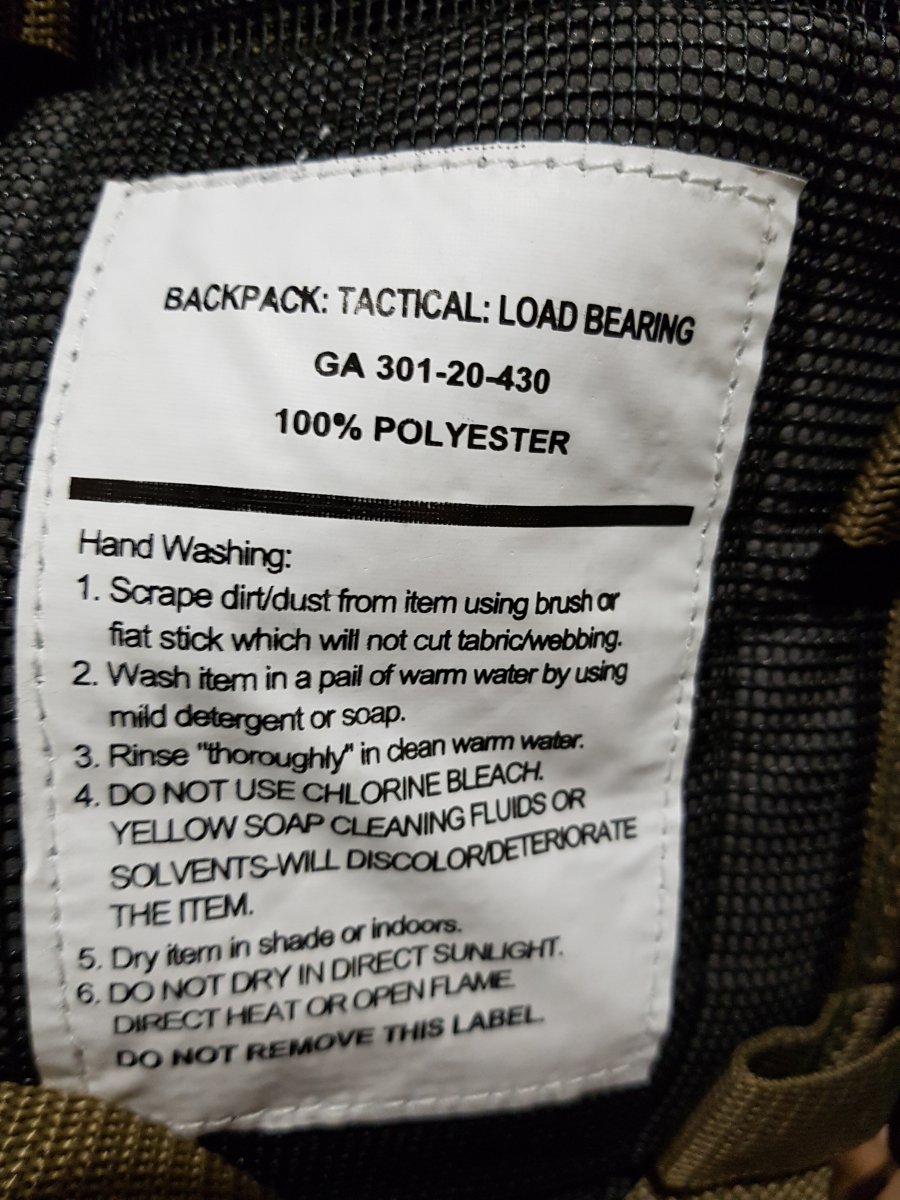 BACKPACK: TACTICAL: LOAD BEARING
GA 301-20-430
100% POLYESTER
Hand Washing:
1. Scrape dirt/dust from item using brush or
fiat stick which will not cut tabric/webbing.
2. Wash item in a pail of warm water by using
mild detergent or soap.
3. Rinse "thoroughly" in clean warm water.
4. DO NOT USE CHLORINE BLEACH.
YELLOW SOAP CLEANING FLUIDS OR
SOLVENTS-WILL DISCOLOR/DETERIORATE
THE ITEM.
5. Dry item in shade or indoors.
6. DO NOT DRY IN DIRECT SUNLIGHT.
DIRECT HEAT OR OPEN FLAME.
DO NOT REMOVE THIS LABEL.